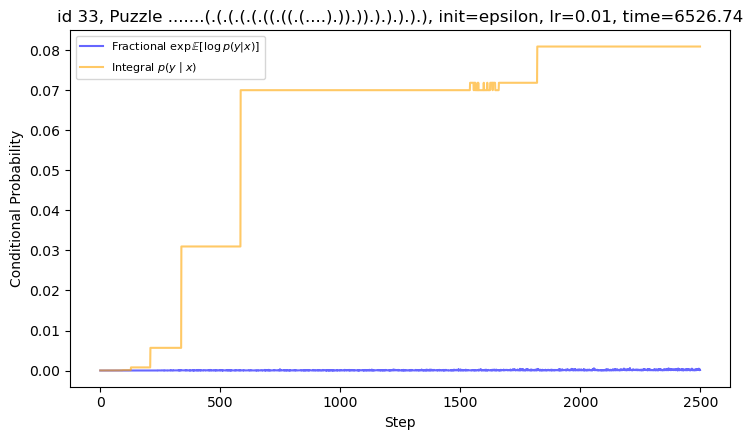 id 33, Puzzle .......(.(.(.(.(.((.((.(....).)).)).).).).).), init=epsilon, lr=0.01, time=6526.74
Fractional exp𝔼[log p(y|x)]
Integral p(y | x)
Conditional Probability
0.08
0.07
0.06
0.05
0.04
0.03
0.02
0.01
0.00
0 500 1000 1500 2000 2500
Step